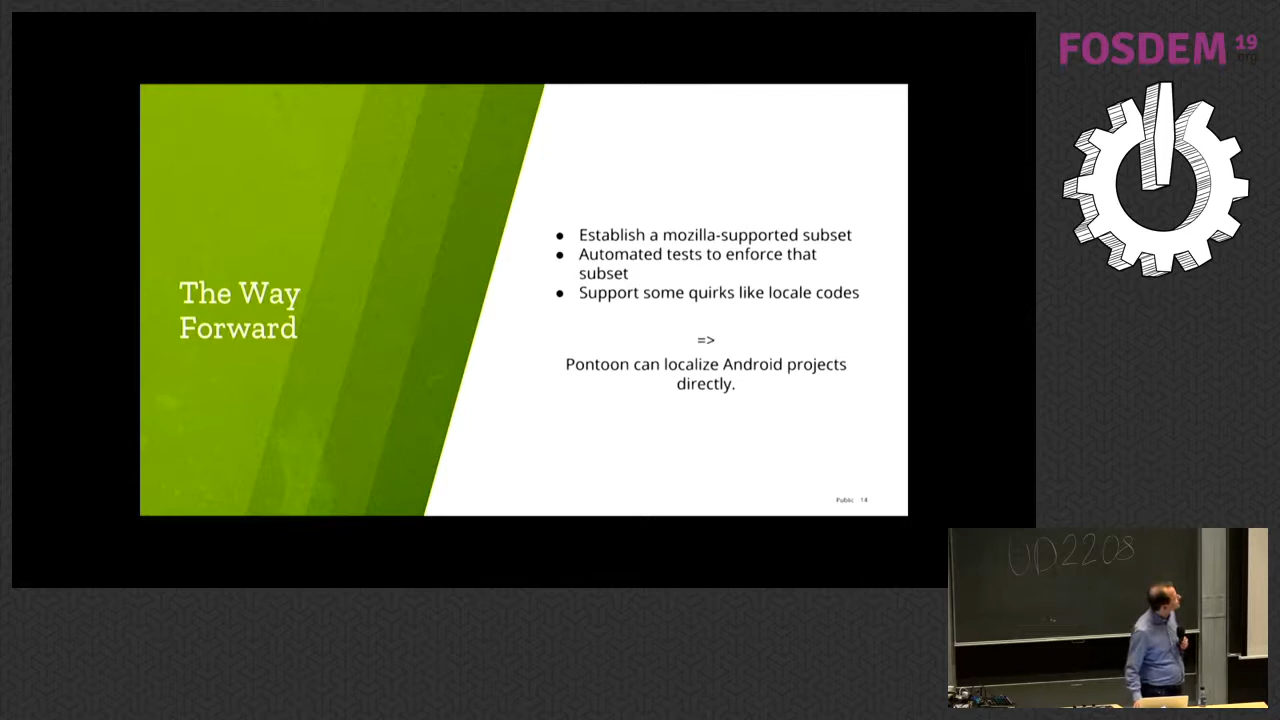 FOSDEM 19
.org
The Way
Forward
● Establish a mozilla-supported subset
● Automated tests to enforce that
subset
● Support some quirks like locale codes
=>
Pontoon can localize Android projects
directly.
Public 14
UD2208